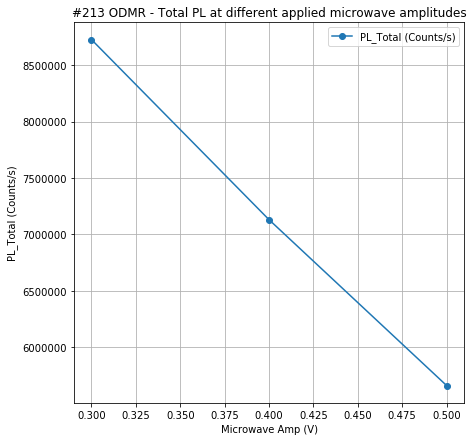 #213 ODMR - Total PL at different applied microwave amplitudes
PL_Total (Counts/s)
PL_Total (Counts/s)
8500000
8000000
7500000
7000000
6500000
6000000
0.300 0.325 0.350 0.375 0.400 0.425 0.450 0.475 0.500
Microwave Amp (V)